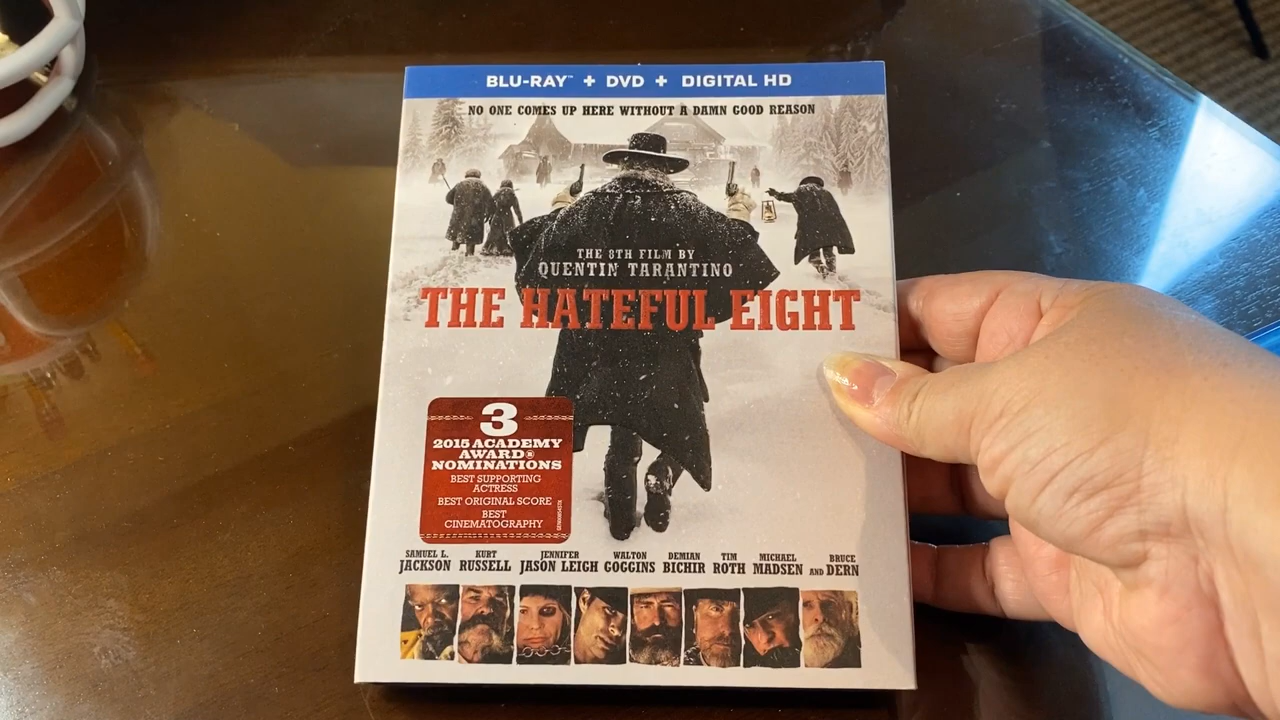 BLU-RAY™ + DVD + DIGITAL HD
NO ONE COMES UP HERE WITHOUT A DAMN GOOD REASON
THE 8TH FILM BY
QUENTIN TARANTINO
THE HATEFUL EIGHT
3
2015 ACADEMY
AWARD®
NOMINATIONS
BEST SUPPORTING
ACTRESS
BEST ORIGINAL SCORE
BEST
CINEMATOGRAPHY
SAMUEL L. JACKSON
KURT RUSSELL
JENNIFER JASON LEIGH
WALTON GOGGINS
DEMIAN BICHIR
TIM ROTH
MICHAEL MADSEN
AND BRUCE DERN